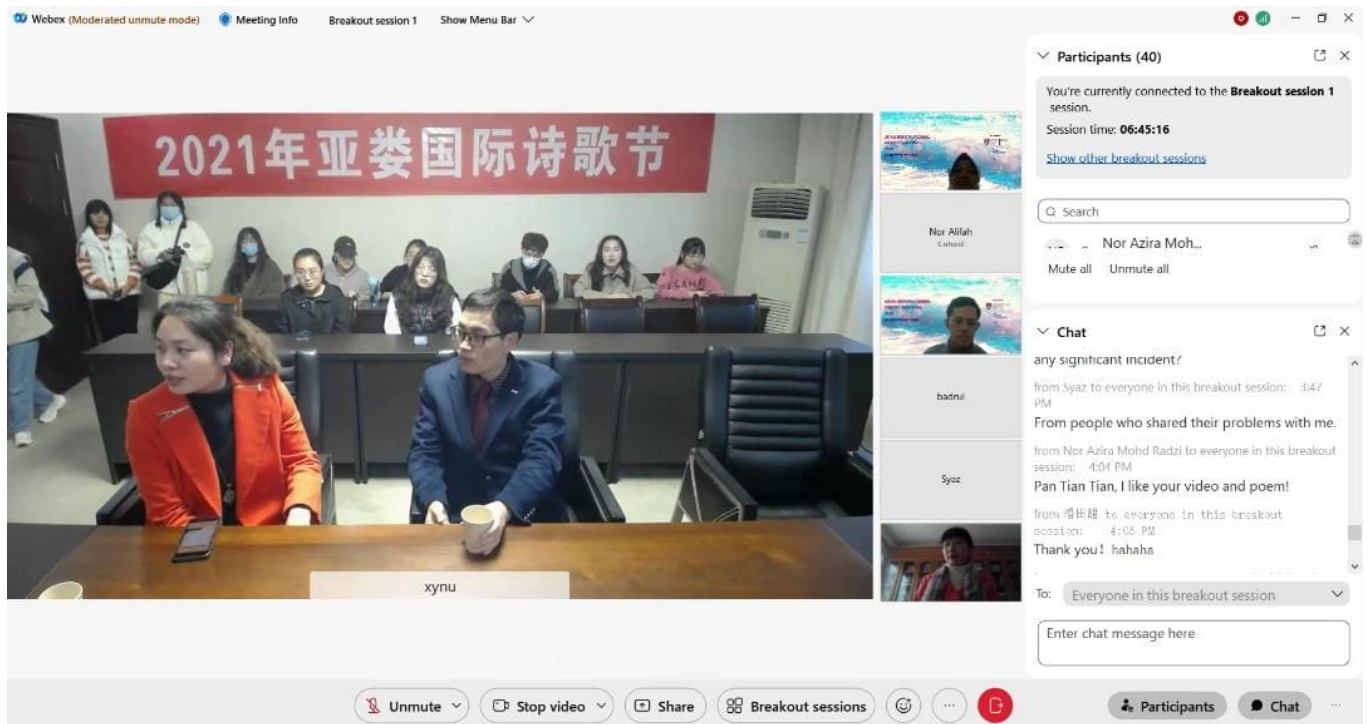 Webex (Moderated unmute mode) Meeting Info Breakout session 1 Show Menu Bar
2021年亚娄国际诗歌节
xynu
Nor Alifah
Cohost
badrul
Syaz
Participants (40)
You're currently connected to the Breakout session 1
session.
Session time: 06:45:16
Show other breakout sessions
Search
Nor Azira Moh...
Mute all Unmute all
Chat
any significant incident?
from Syaz to everyone in this breakout session: 3:47
PM
From people who shared their problems with me.
from Nor Azira Mohd Radzi to everyone in this breakout
session: 4:04 PM
Pan Tian Tian, I like your video and poem!
from 潘田甜 to everyone in this breakout
session: 4:05 PM
Thank you! hahaha
To: Everyone in this breakout session
Enter chat message here
Unmute Stop video Share Breakout sessions Participants Chat